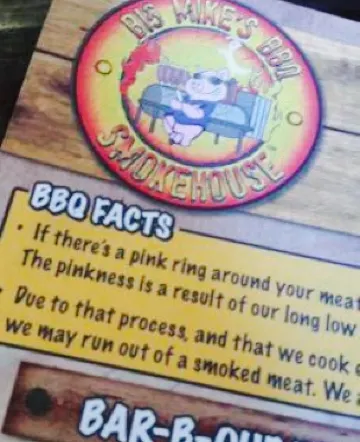 BIG MIKE'S BBQ
SMOKEHOUSE
BBQ FACTS
• If there's a pink ring around your meat
The pinkness is a result of our long low
• Due to that process, and that we cook
we may run out of a smoked meat. We
BAR-B-QUE